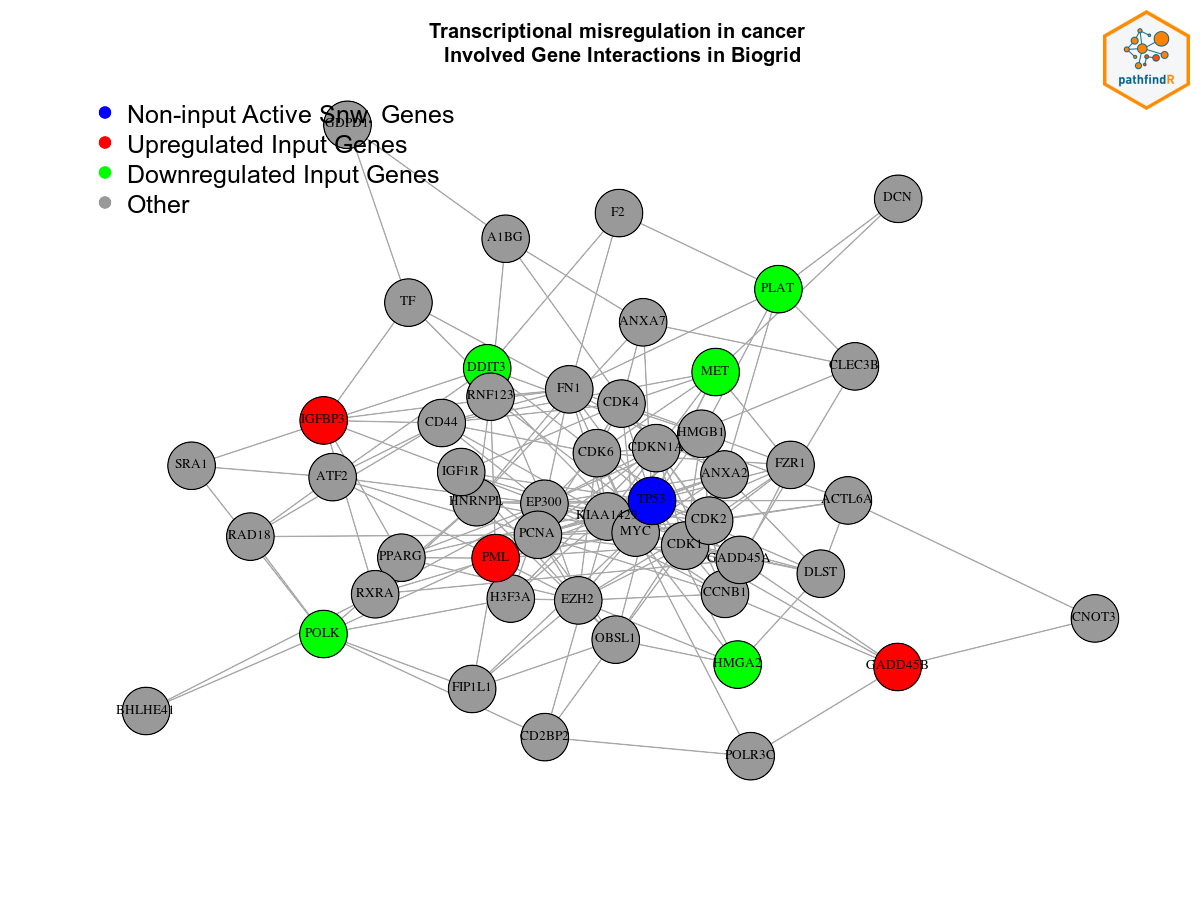 Transcriptional misregulation in cancer
Involved Gene Interactions in Biogrid
pathfindR
Non-input Active Snw. Genes
Upregulated Input Genes
Downregulated Input Genes
Other
GDPD1
DCN
F2
A1BG
PLAT
TF
ANXA7
CLEC3B
DDIT3
MET
FN1
RNF123
CDK4
IGFBP3
CD44
HMGB1
CDKN1A
CDK6
SRA1
ATF2
IGF1R
ANXA2
FZR1
HNRNPL
EP300
TP53
ACTL6A
KIAA1429
CDK2
RAD18
PCNA
MYC
CDK1
PPARG
PML
GADD45A
DLST
RXRA
H3F3A
EZH2
CCNB1
CNOT3
POLK
OBSL1
HMGA2
GADD45B
FIP1L1
BHLHE41
CD2BP2
POLR3C